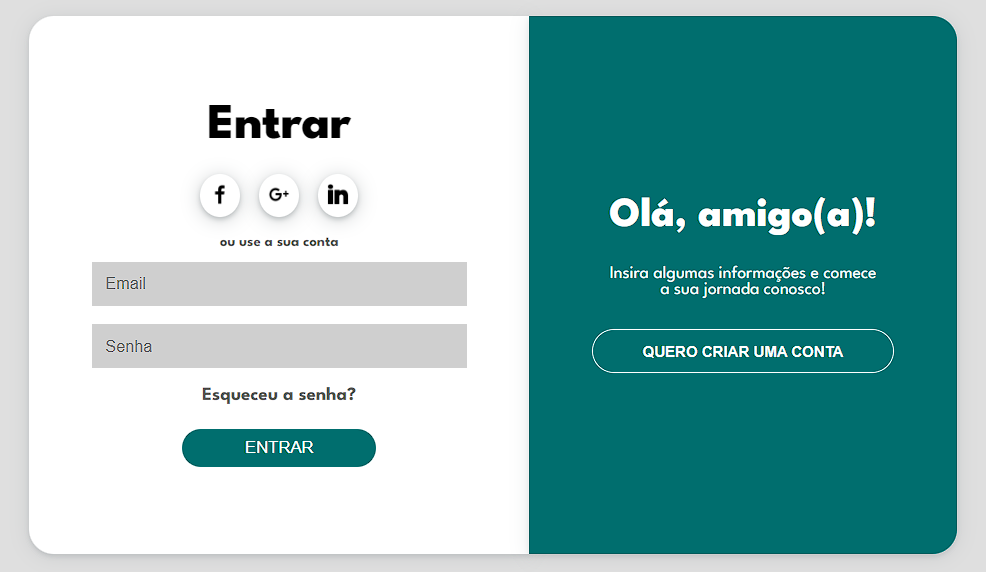 Entrar
f
G+
in
ou use a sua conta
Email
Senha
Esqueceu a senha?
ENTRAR
Olá, amigo(a)!
Insira algumas informações e comece
a sua jornada conosco!
QUERO CRIAR UMA CONTA